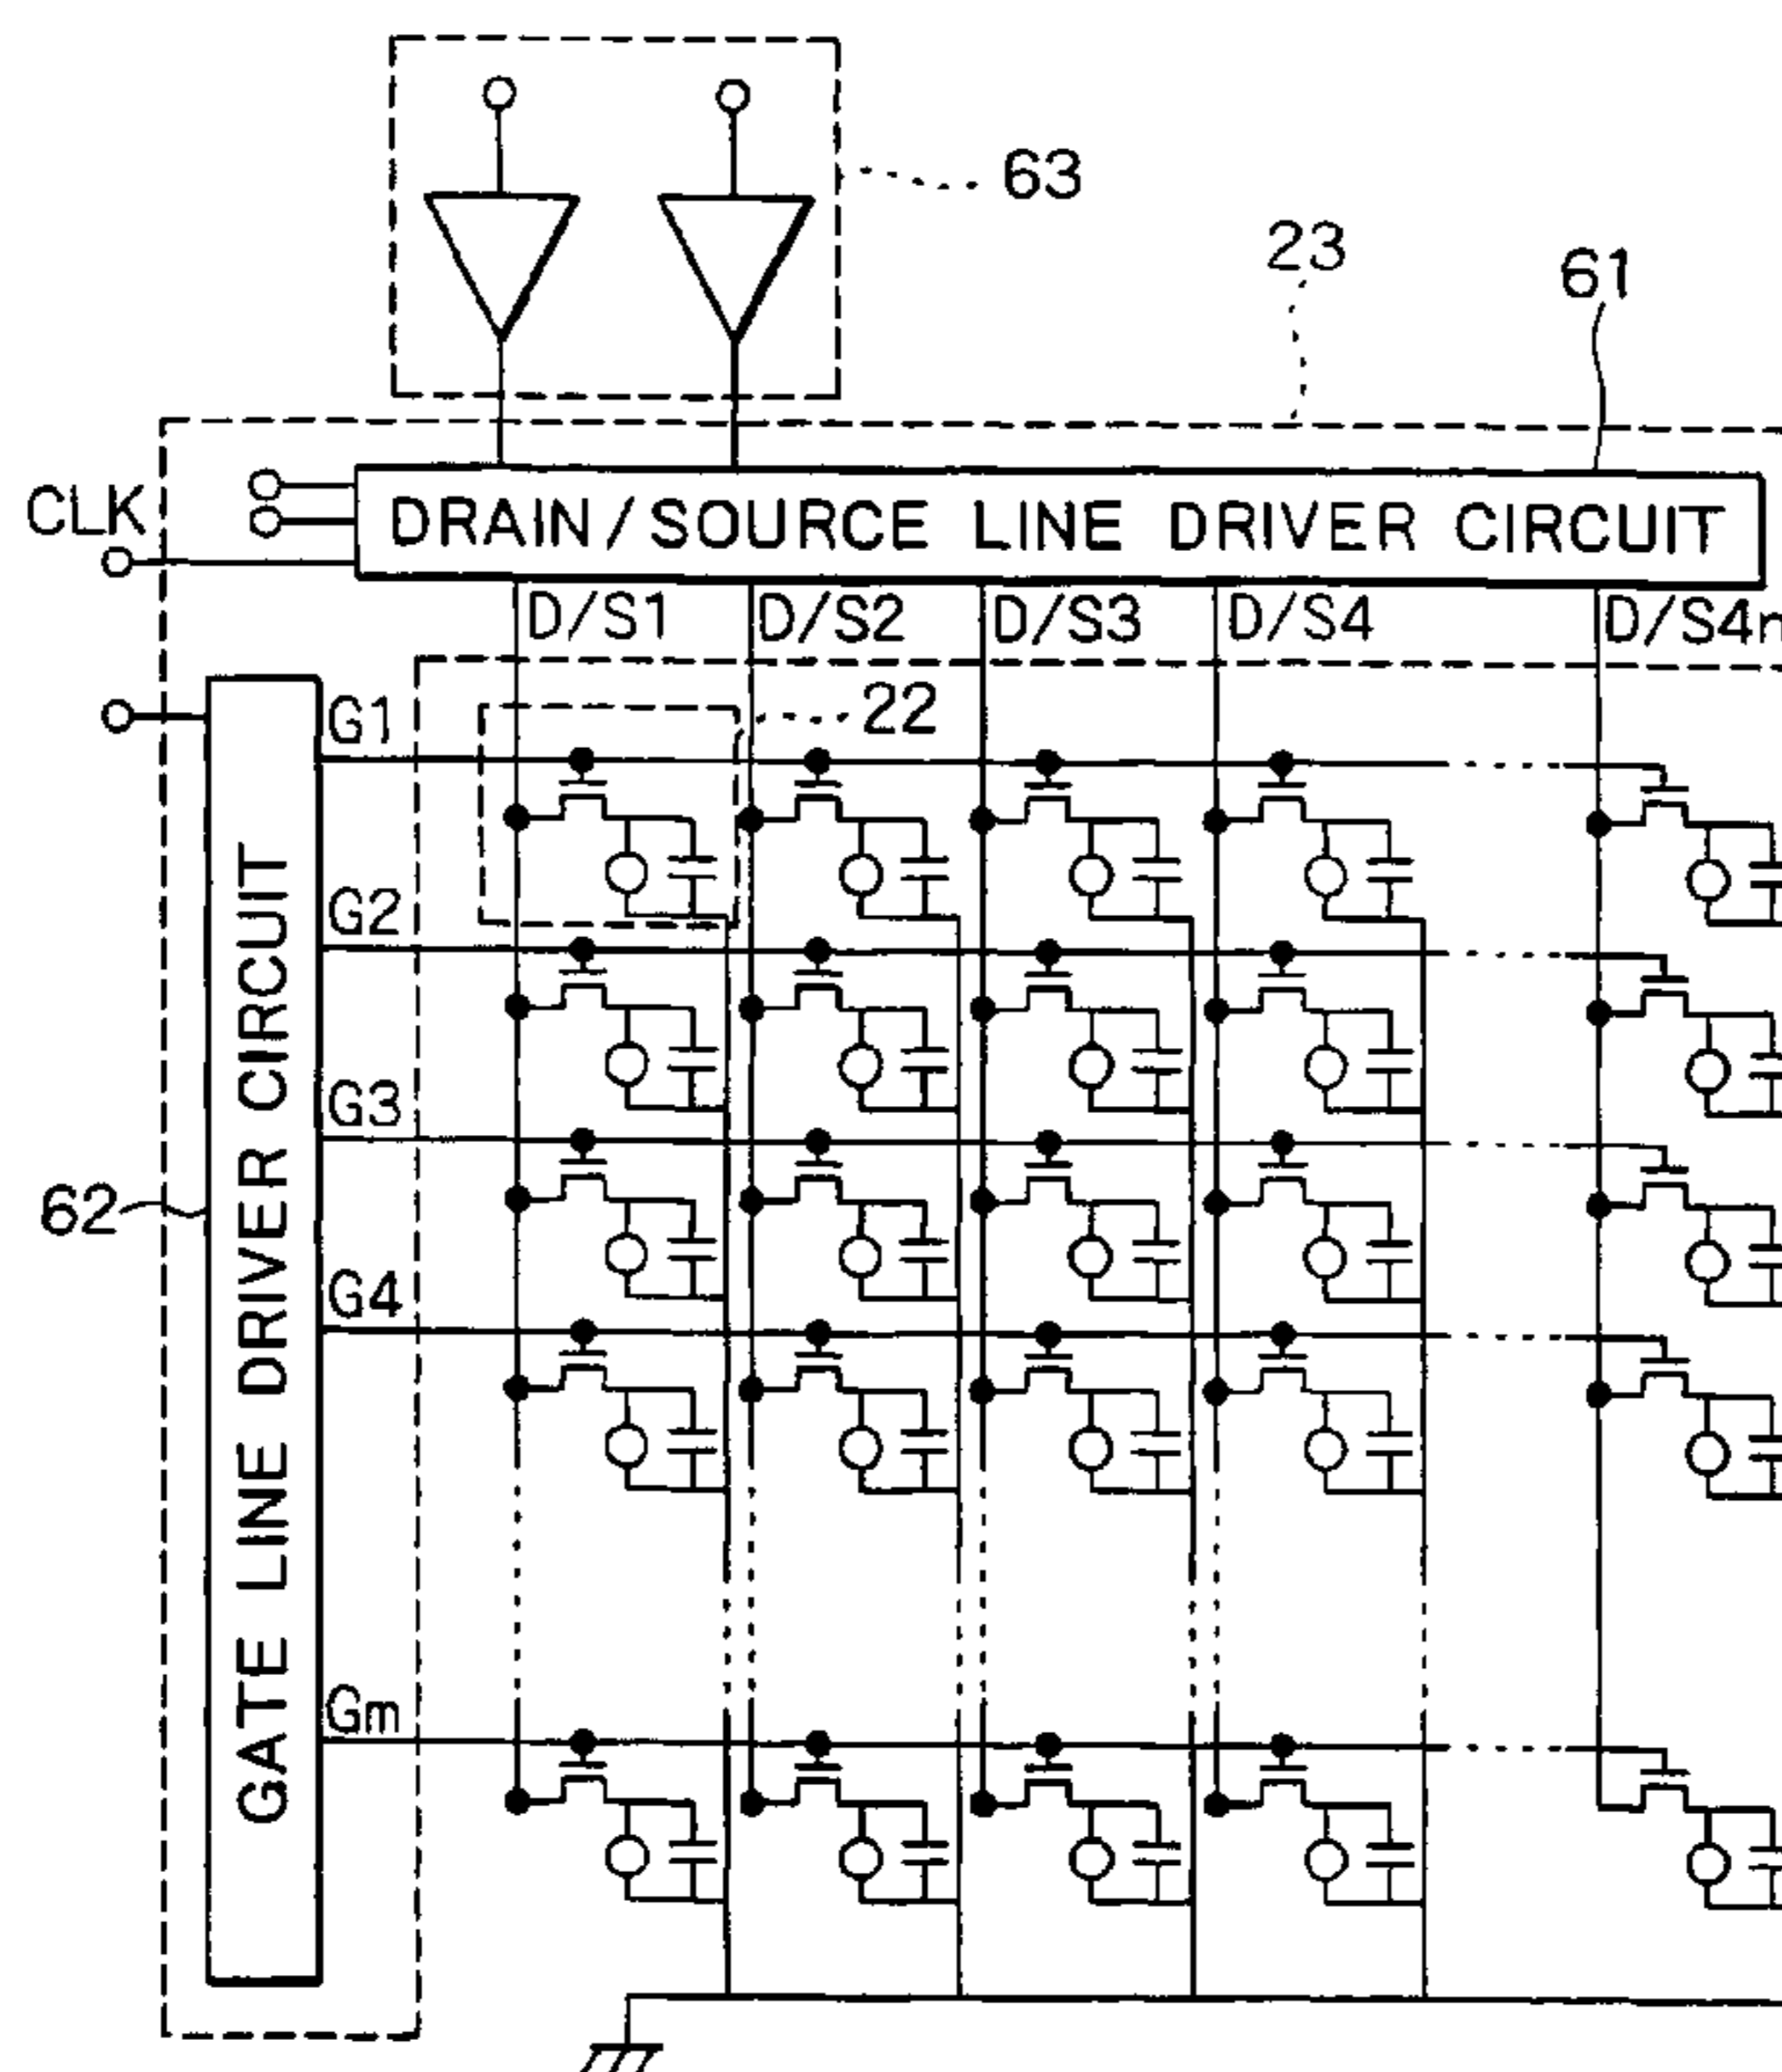 63
23
61
CLK
DRAIN/SOURCE LINE DRIVER CIRCUIT
D/S1 D/S2 D/S3 D/S4 D/S4n
22
G1
G2
G3
62
G4
Gm
GATE LINE DRIVER CIRCUIT